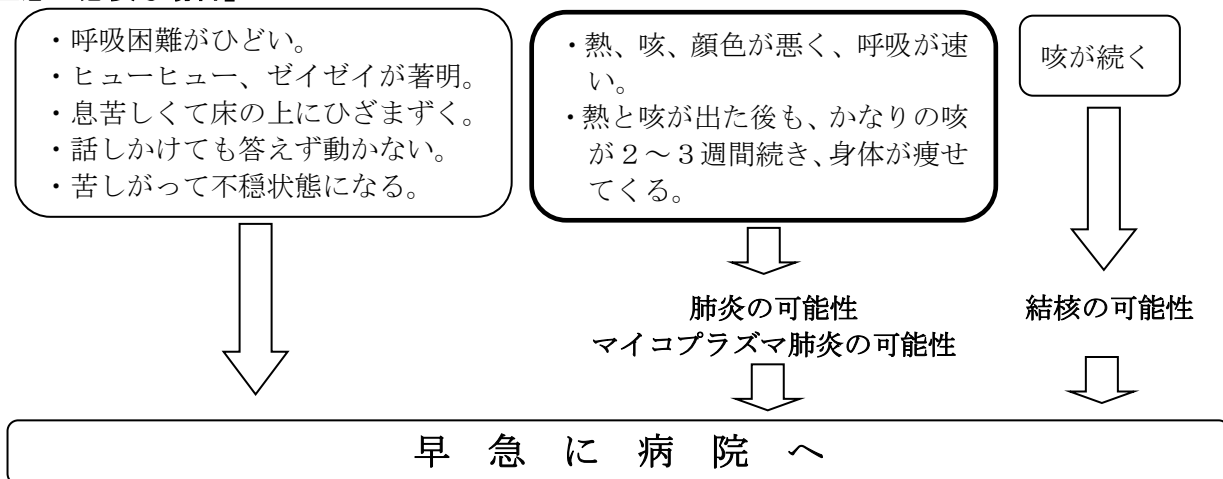 ・呼吸困難がひどい。
・ヒューヒュー、ゼイゼイが著明。
・息苦しくて床の上にひざまずく。
・話しかけても答えず動かない。
・苦しがって不穏状態になる。
・熱、咳、顔色が悪く、呼吸が速
い。
・熱と咳が出た後も、かなりの咳
が２～３週間続き、身体が痩せ
てくる。
咳が続く
肺炎の可能性
マイコプラズマ肺炎の可能性
結核の可能性
早 急 に 病 院 へ